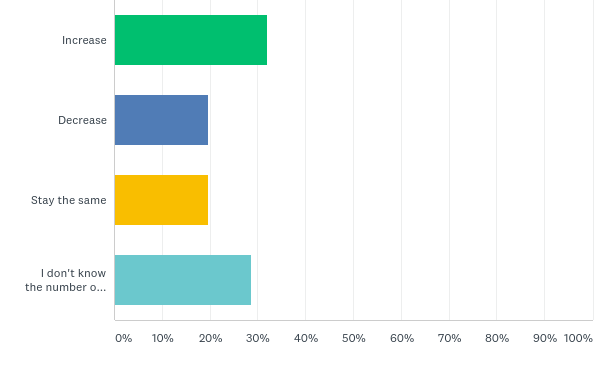 Increase
Decrease
Stay the same
I don't know
the number o...
0% 10% 20% 30% 40% 50% 60% 70% 80% 90% 100%